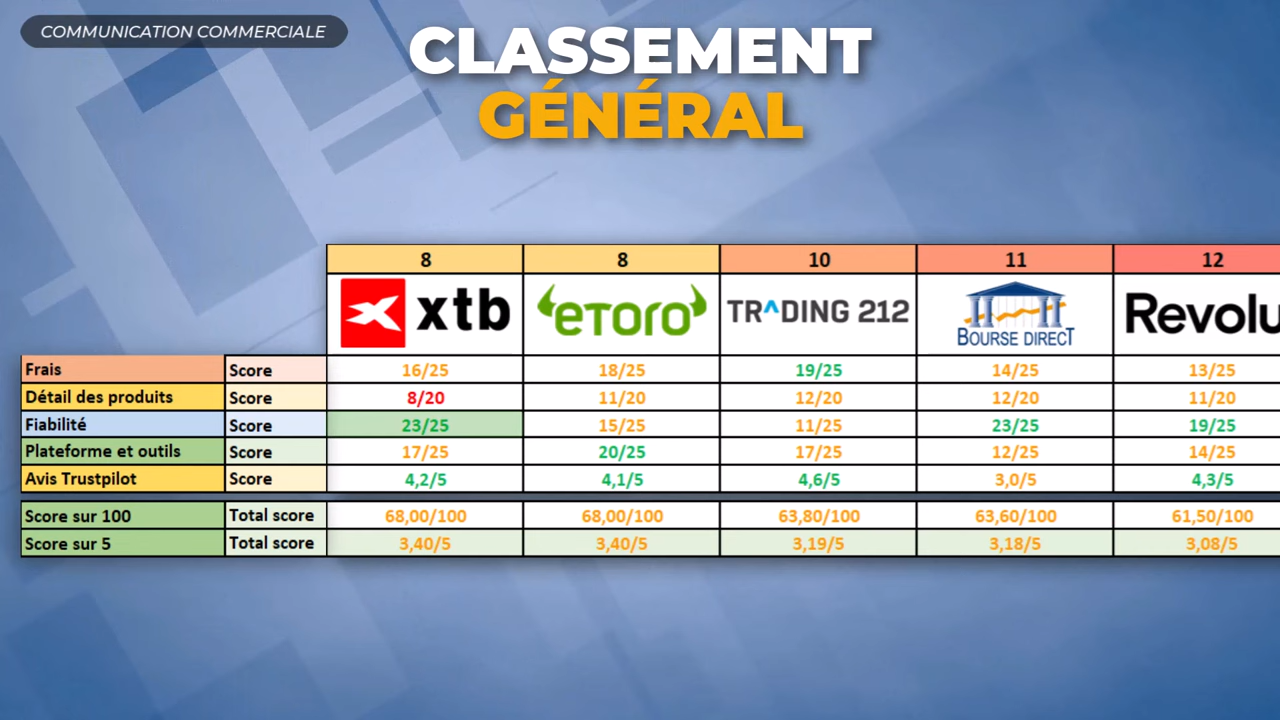 COMMUNICATION COMMERCIALE
CLASSEMENT
GÉNÉRAL
8 8 10 11 12
xtb eToro TRADING 212 BOURSE DIRECT Revolu
Frais Score 16/25 18/25 19/25 14/25 13/25
Détail des produits Score 8/20 11/20 12/20 12/20 11/20
Fiabilité Score 23/25 15/25 11/25 23/25 19/25
Plateforme et outils Score 17/25 20/25 17/25 12/25 14/25
Avis Trustpilot Score 4,2/5 4,1/5 4,6/5 3,0/5 4,3/5
Score sur 100 Total score 68,00/100 68,00/100 63,80/100 63,60/100 61,50/100
Score sur 5 Total score 3,40/5 3,40/5 3,19/5 3,18/5 3,08/5